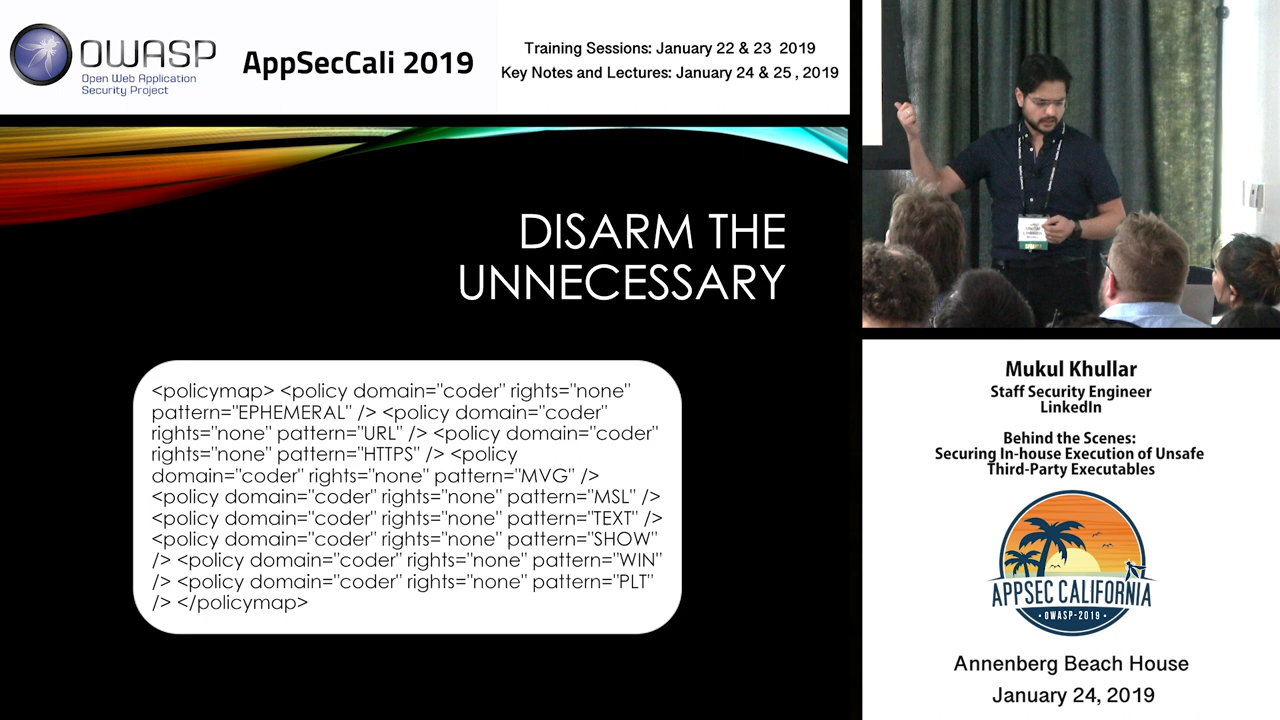 OWASP
Open Web Application
Security Project
AppSecCali 2019
Training Sessions: January 22 & 23 2019
Key Notes and Lectures: January 24 & 25 , 2019
DISARM THE
UNNECESSARY
<policymap> <policy domain="coder" rights="none"
pattern="EPHEMERAL" /> <policy domain="coder"
rights="none" pattern="URL" /> <policy domain="coder"
rights="none" pattern="HTTPS" /> <policy
domain="coder" rights="none" pattern="MVG" />
<policy domain="coder" rights="none" pattern="MSL" />
<policy domain="coder" rights="none" pattern="TEXT" />
<policy domain="coder" rights="none" pattern="SHOW"
/> <policy domain="coder" rights="none" pattern="WIN"
/> <policy domain="coder" rights="none" pattern="PLT"
/> </policymap>
Mukul Khullar
Staff Security Engineer
LinkedIn
Behind the Scenes:
Securing In-house Execution of Unsafe
Third-Party Executables
APPSEC CALIFORNIA
• OWASP-2019 •
Annenberg Beach House
January 24, 2019